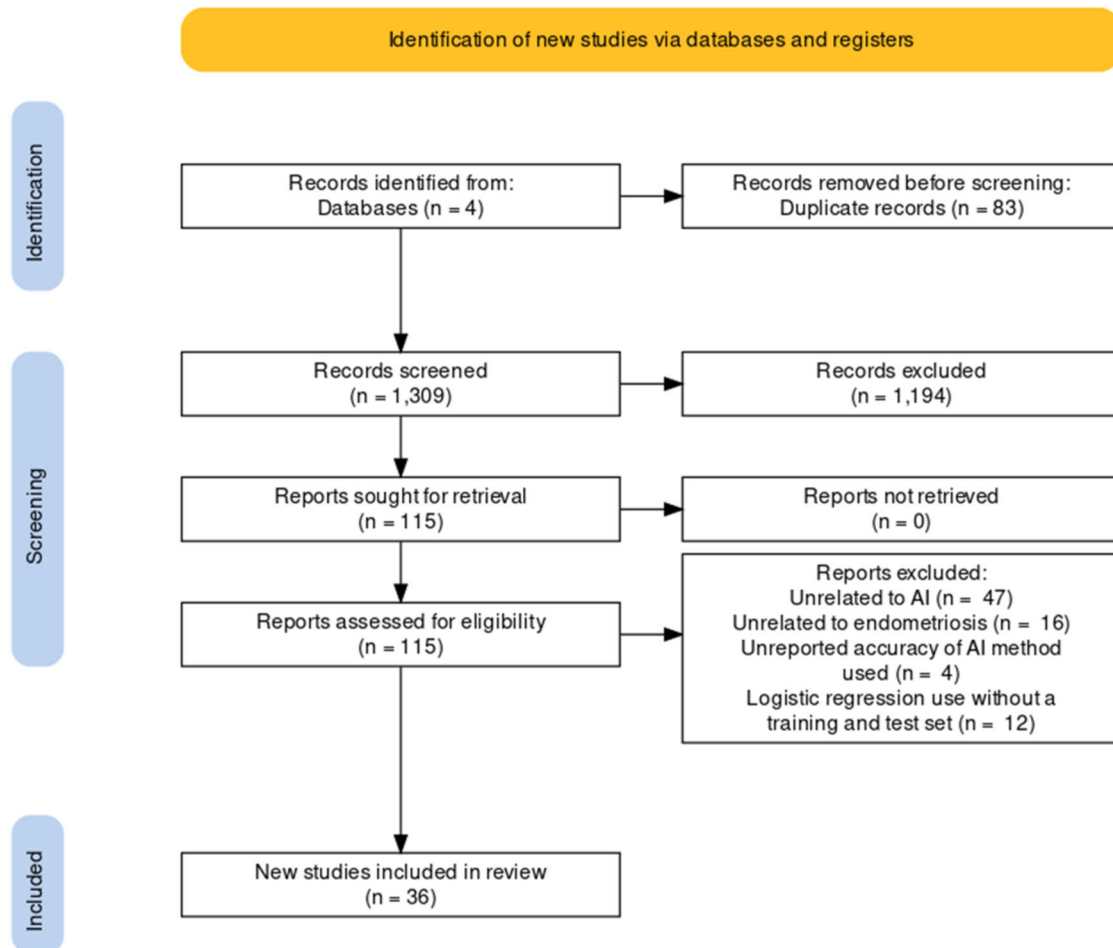 Identification of new studies via databases and registers
Identification
Records identified from:
Databases (n = 4)
Records removed before screening:
Duplicate records (n = 83)
Screening
Records screened
(n = 1,309)
Records excluded
(n = 1,194)
Reports sought for retrieval
(n = 115)
Reports not retrieved
(n = 0)
Reports assessed for eligibility
(n = 115)
Reports excluded:
Unrelated to AI (n = 47)
Unrelated to endometriosis (n = 16)
Unreported accuracy of AI method
used (n = 4)
Logistic regression use without a
training and test set (n = 12)
Included
New studies included in review
(n = 36)